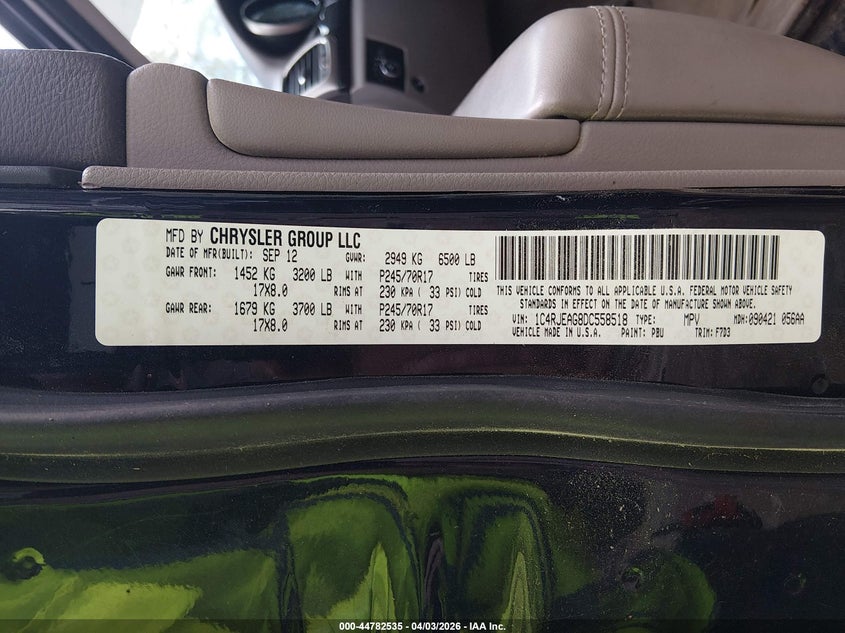 MFD BY CHRYSLER GROUP LLC
DATE OF MFR(BUILT): SEP 12 GVWR: 2949 KG 6500 LB
GAWR FRONT: 1452 KG 3200 LB WITH P245/70R17 TIRES
17X8.0 RIMS AT 230 KPA ( 33 PSI) COLD
GAWR REAR: 1679 KG 3700 LB WITH P245/70R17 TIRES
17X8.0 RIMS AT 230 KPA ( 33 PSI) COLD
THIS VEHICLE CONFORMS TO ALL APPLICABLE U.S.A. FEDERAL MOTOR VEHICLE SAFETY
STANDARDS IN EFFECT ON THE DATE OF MANUFACTURE SHOWN ABOVE.
VIN: 1C4RJEAG8DC558518 TYPE: MPV MDH: 090421 056AA
VEHICLE MADE IN U.S.A. PAINT: PBU TRIM: F7D3
000-44782535 - 04/03/2026 - IAA Inc.